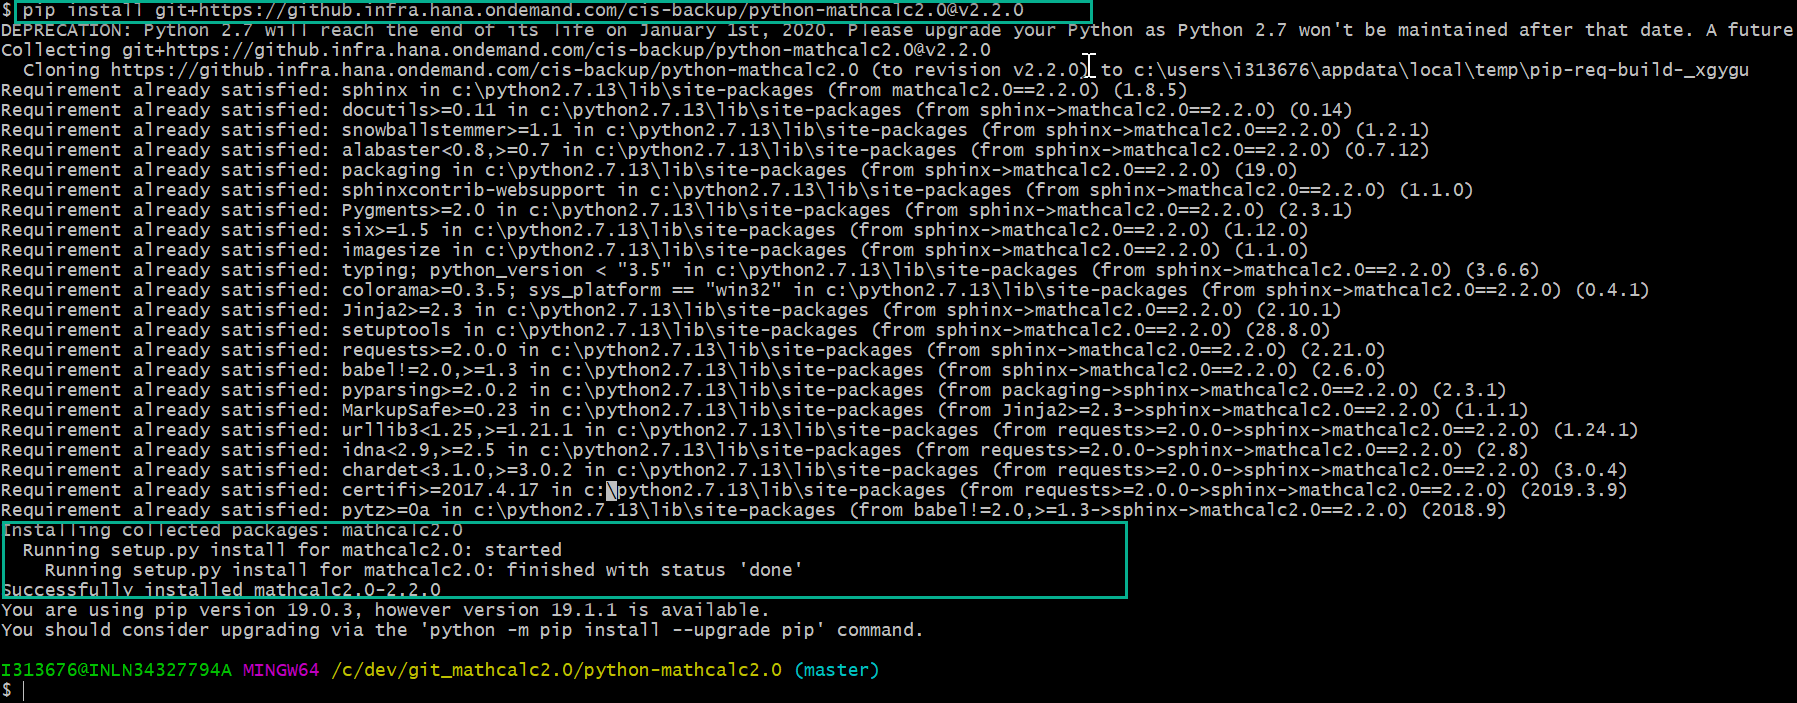 $ pip install git+https://github.infra.hana.ondemand.com/cis-backup/python-mathcalc2.0@v2.2.0
DEPRECATION: Python 2.7 will reach the end of its life on January 1st, 2020. Please upgrade your Python as Python 2.7 won't be maintained after that date. A future
Collecting git+https://github.infra.hana.ondemand.com/cis-backup/python-mathcalc2.0@v2.2.0
  Cloning https://github.infra.hana.ondemand.com/cis-backup/python-mathcalc2.0 (to revision v2.2.0) to c:\users\i313676\appdata\local\temp\pip-req-build-_xgygu
Requirement already satisfied: sphinx in c:\python2.7.13\lib\site-packages (from mathcalc2.0==2.2.0) (1.8.5)
Requirement already satisfied: docutils>=0.11 in c:\python2.7.13\lib\site-packages (from sphinx->mathcalc2.0==2.2.0) (0.14)
Requirement already satisfied: snowballstemmer>=1.1 in c:\python2.7.13\lib\site-packages (from sphinx->mathcalc2.0==2.2.0) (1.2.1)
Requirement already satisfied: alabaster<0.8,>=0.7 in c:\python2.7.13\lib\site-packages (from sphinx->mathcalc2.0==2.2.0) (0.7.12)
Requirement already satisfied: packaging in c:\python2.7.13\lib\site-packages (from sphinx->mathcalc2.0==2.2.0) (19.0)
Requirement already satisfied: sphinxcontrib-websupport in c:\python2.7.13\lib\site-packages (from sphinx->mathcalc2.0==2.2.0) (1.1.0)
Requirement already satisfied: Pygments>=2.0 in c:\python2.7.13\lib\site-packages (from sphinx->mathcalc2.0==2.2.0) (2.3.1)
Requirement already satisfied: six>=1.5 in c:\python2.7.13\lib\site-packages (from sphinx->mathcalc2.0==2.2.0) (1.12.0)
Requirement already satisfied: imagesize in c:\python2.7.13\lib\site-packages (from sphinx->mathcalc2.0==2.2.0) (1.1.0)
Requirement already satisfied: typing; python_version < "3.5" in c:\python2.7.13\lib\site-packages (from sphinx->mathcalc2.0==2.2.0) (3.6.6)
Requirement already satisfied: colorama>=0.3.5; sys_platform == "win32" in c:\python2.7.13\lib\site-packages (from sphinx->mathcalc2.0==2.2.0) (0.4.1)
Requirement already satisfied: Jinja2>=2.3 in c:\python2.7.13\lib\site-packages (from sphinx->mathcalc2.0==2.2.0) (2.10.1)
Requirement already satisfied: setuptools in c:\python2.7.13\lib\site-packages (from sphinx->mathcalc2.0==2.2.0) (28.8.0)
Requirement already satisfied: requests>=2.0.0 in c:\python2.7.13\lib\site-packages (from sphinx->mathcalc2.0==2.2.0) (2.21.0)
Requirement already satisfied: babel!=2.0,>=1.3 in c:\python2.7.13\lib\site-packages (from sphinx->mathcalc2.0==2.2.0) (2.6.0)
Requirement already satisfied: pyparsing>=2.0.2 in c:\python2.7.13\lib\site-packages (from packaging->sphinx->mathcalc2.0==2.2.0) (2.3.1)
Requirement already satisfied: MarkupSafe>=0.23 in c:\python2.7.13\lib\site-packages (from Jinja2>=2.3->sphinx->mathcalc2.0==2.2.0) (1.1.1)
Requirement already satisfied: urllib3<1.25,>=1.21.1 in c:\python2.7.13\lib\site-packages (from requests>=2.0.0->sphinx->mathcalc2.0==2.2.0) (1.24.1)
Requirement already satisfied: idna<2.9,>=2.5 in c:\python2.7.13\lib\site-packages (from requests>=2.0.0->sphinx->mathcalc2.0==2.2.0) (2.8)
Requirement already satisfied: chardet<3.1.0,>=3.0.2 in c:\python2.7.13\lib\site-packages (from requests>=2.0.0->sphinx->mathcalc2.0==2.2.0) (3.0.4)
Requirement already satisfied: certifi>=2017.4.17 in c:\python2.7.13\lib\site-packages (from requests>=2.0.0->sphinx->mathcalc2.0==2.2.0) (2019.3.9)
Requirement already satisfied: pytz>=0a in c:\python2.7.13\lib\site-packages (from babel!=2.0,>=1.3->sphinx->mathcalc2.0==2.2.0) (2018.9)
Installing collected packages: mathcalc2.0
  Running setup.py install for mathcalc2.0: started
    Running setup.py install for mathcalc2.0: finished with status 'done'
Successfully installed mathcalc2.0-2.2.0
You are using pip version 19.0.3, however version 19.1.1 is available.
You should consider upgrading via the 'python -m pip install --upgrade pip' command.
I313676@INLN34327794A MINGW64 /c/dev/git_mathcalc2.0/python-mathcalc2.0 (master)
$